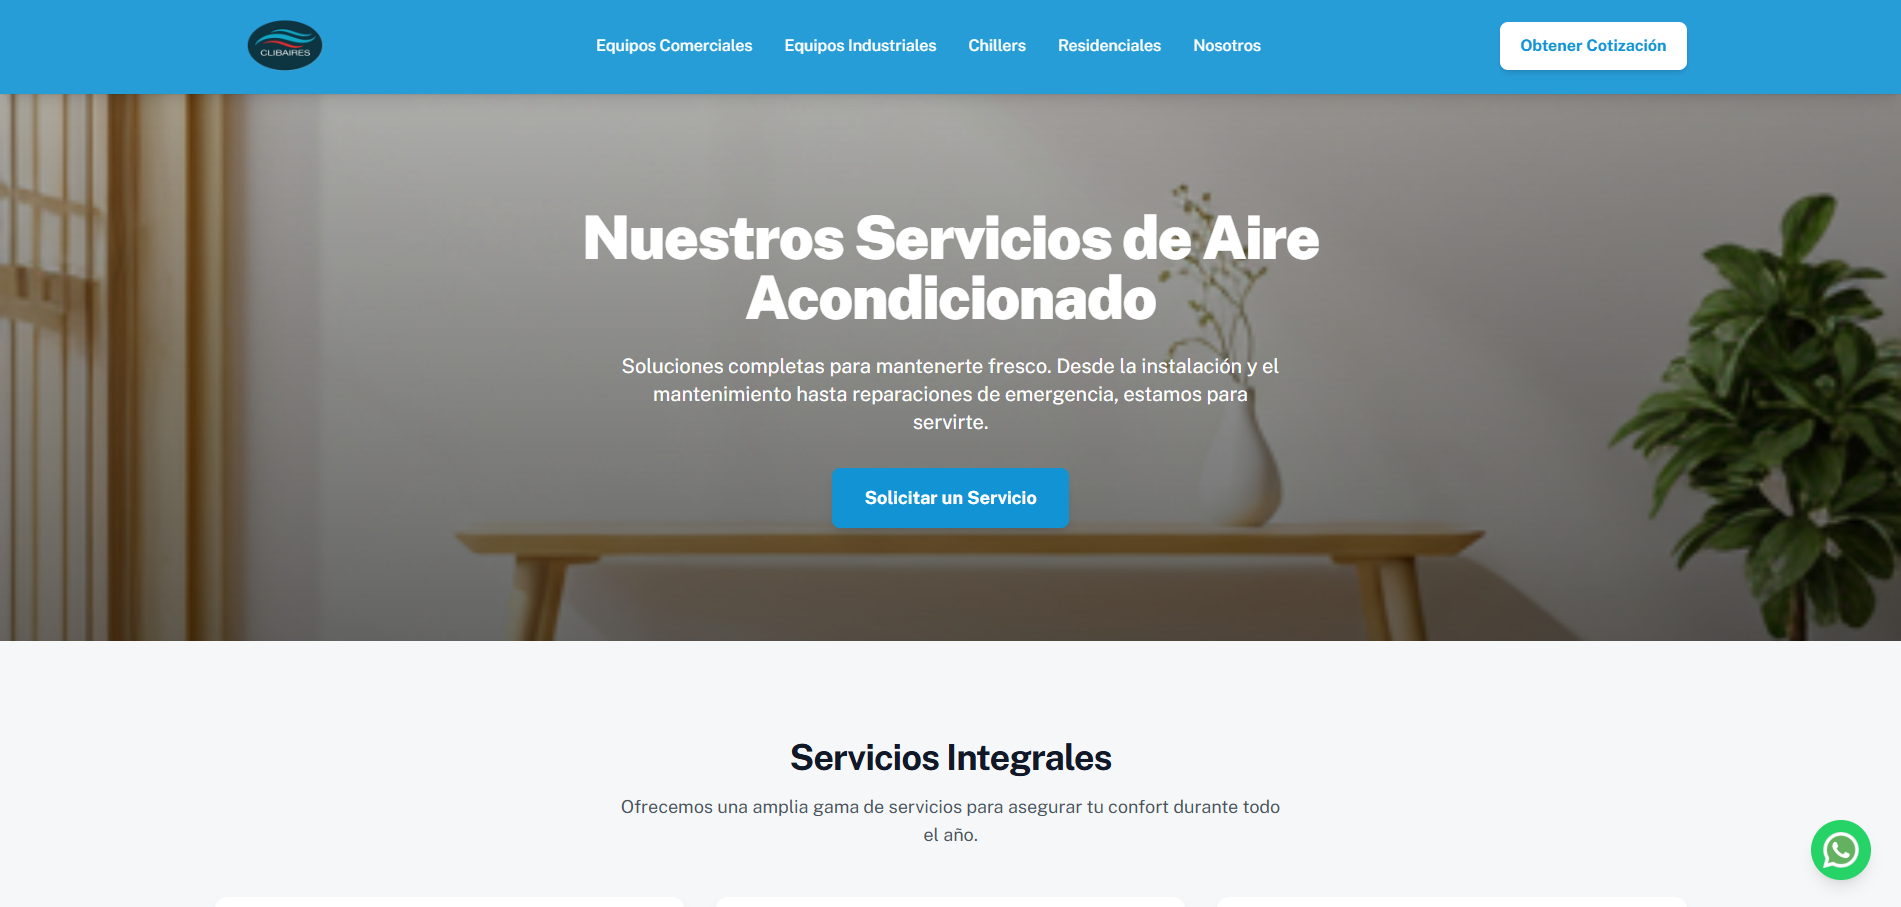 CLIBAIRES
Equipos Comerciales
Equipos Industriales
Chillers
Residenciales
Nosotros
Obtener Cotización
Nuestros Servicios de Aire
Acondicionado
Soluciones completas para mantenerte fresco. Desde la instalación y el
mantenimiento hasta reparaciones de emergencia, estamos para
servirte.
Solicitar un Servicio
Servicios Integrales
Ofrecemos una amplia gama de servicios para asegurar tu confort durante todo
el año.